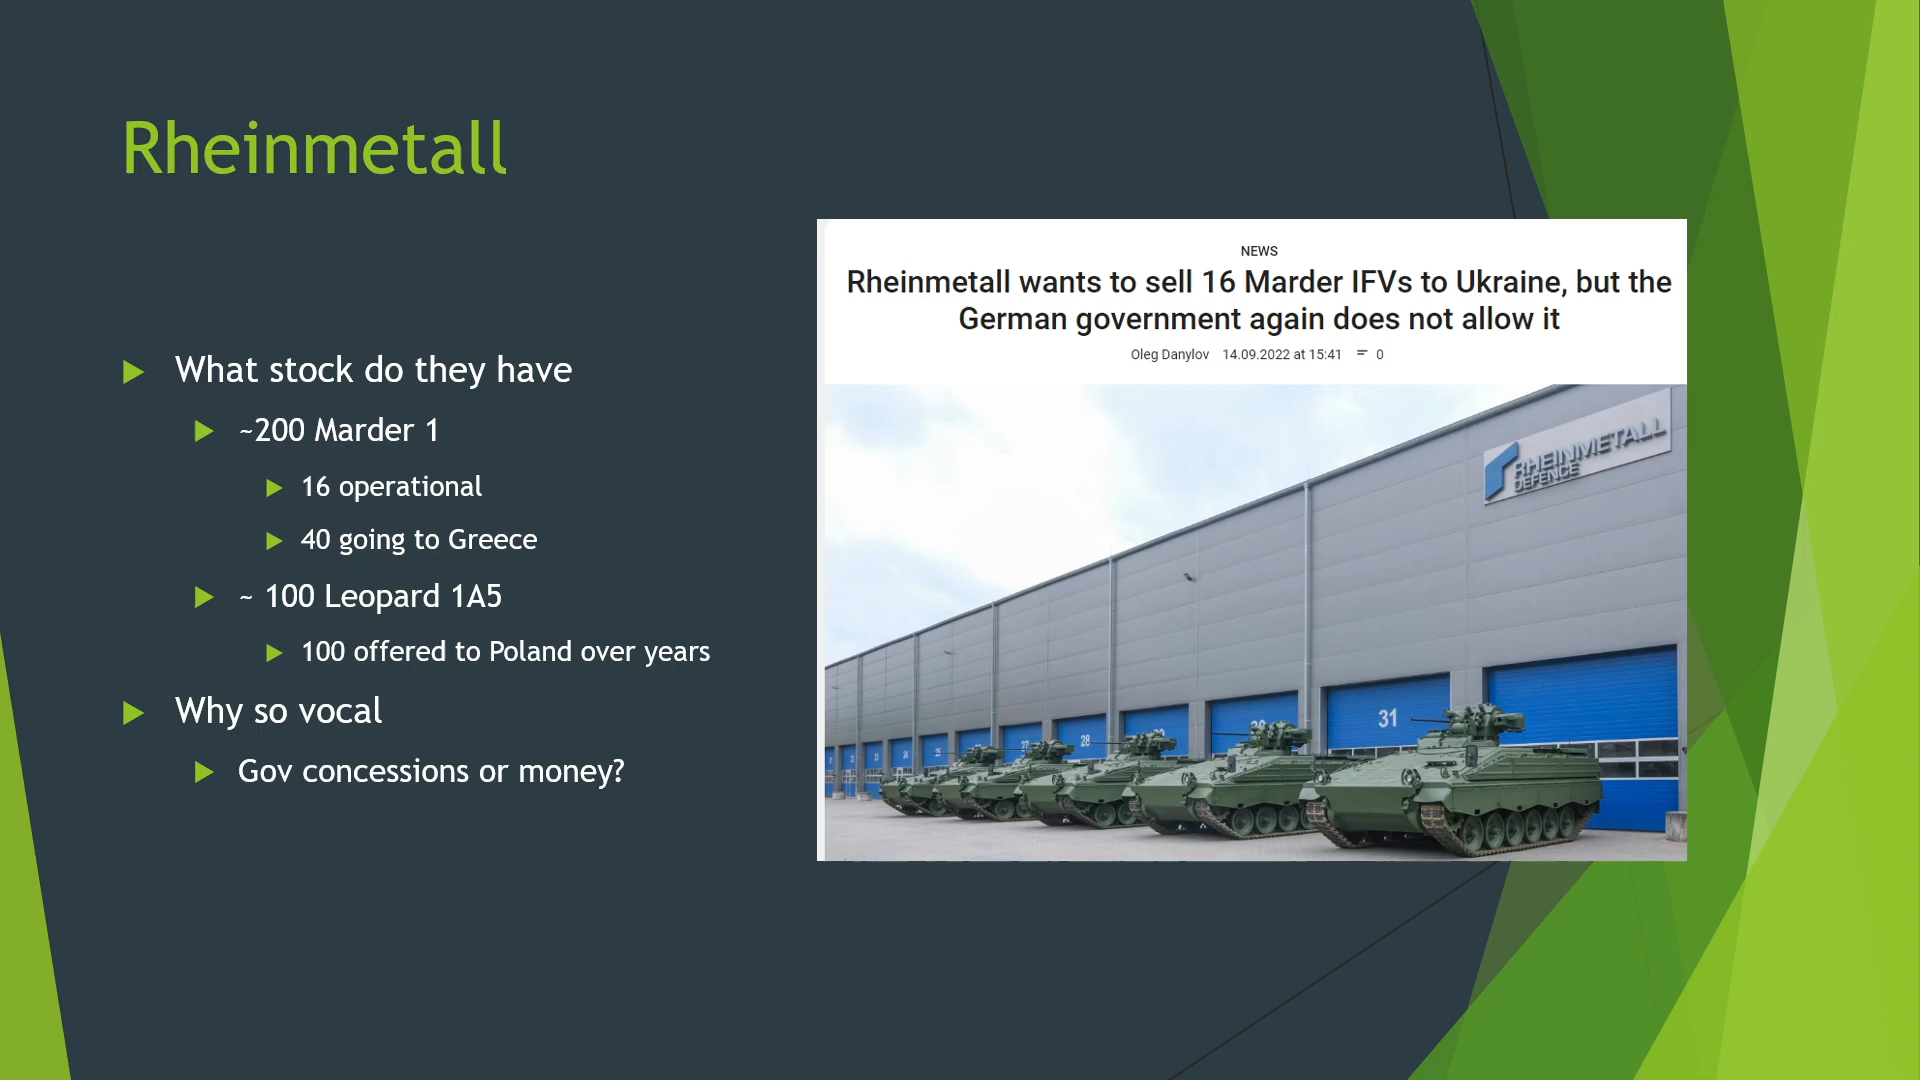 Rheinmetall
What stock do they have
~200 Marder 1
16 operational
40 going to Greece
~ 100 Leopard 1A5
100 offered to Poland over years
Why so vocal
Gov concessions or money?
NEWS
Rheinmetall wants to sell 16 Marder IFVs to Ukraine, but the
German government again does not allow it
Oleg Danylov 14.09.2022 at 15:41 0
RHEINMETALL
DEFENCE
27
28
31